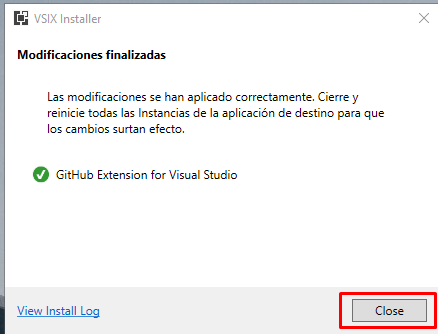 VSIX Installer
Modificaciones finalizadas
Las modificaciones se han aplicado correctamente. Cierre y
reinicie todas las Instancias de la aplicación de destino para que
los cambios surtan efecto.
GitHub Extension for Visual Studio
View Install Log
Close